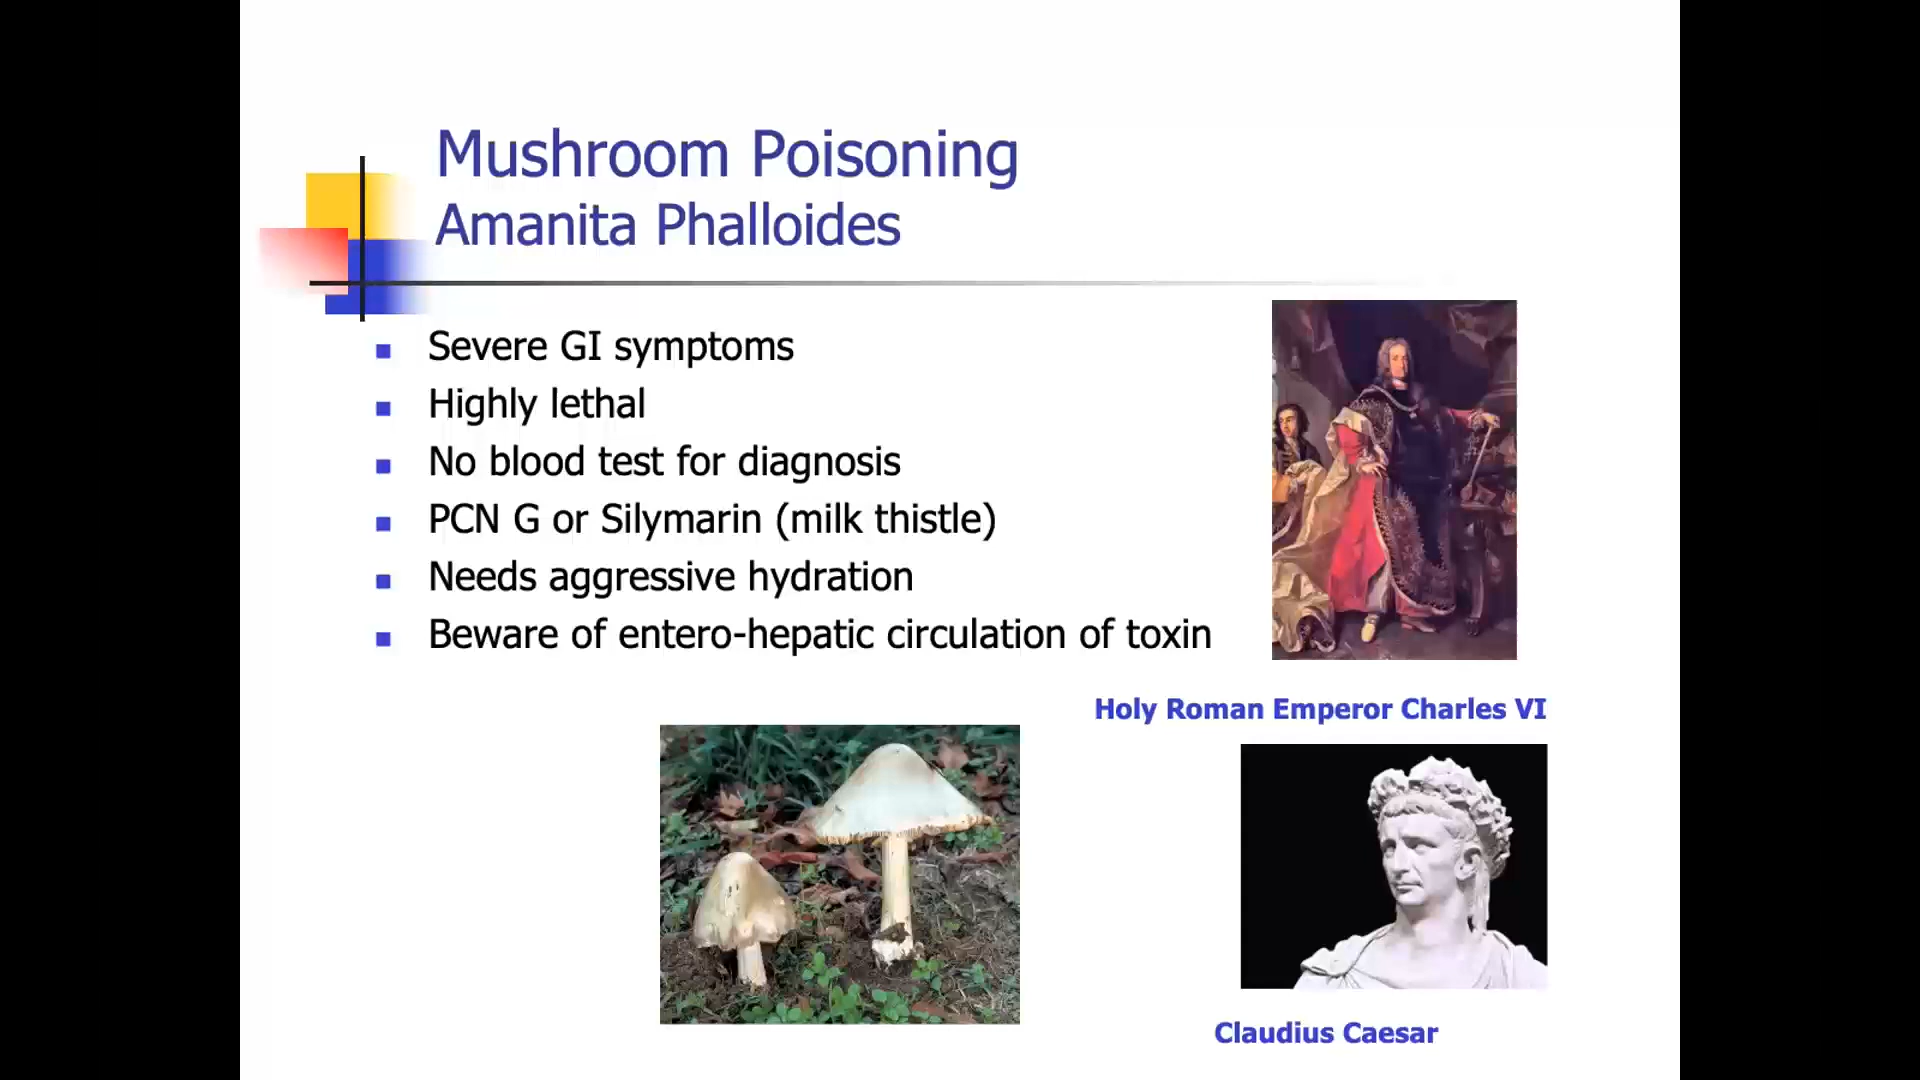 Mushroom Poisoning
Amanita Phalloides
Severe GI symptoms
Highly lethal
No blood test for diagnosis
PCN G or Silymarin (milk thistle)
Needs aggressive hydration
Beware of entero-hepatic circulation of toxin
Holy Roman Emperor Charles VI
Claudius Caesar